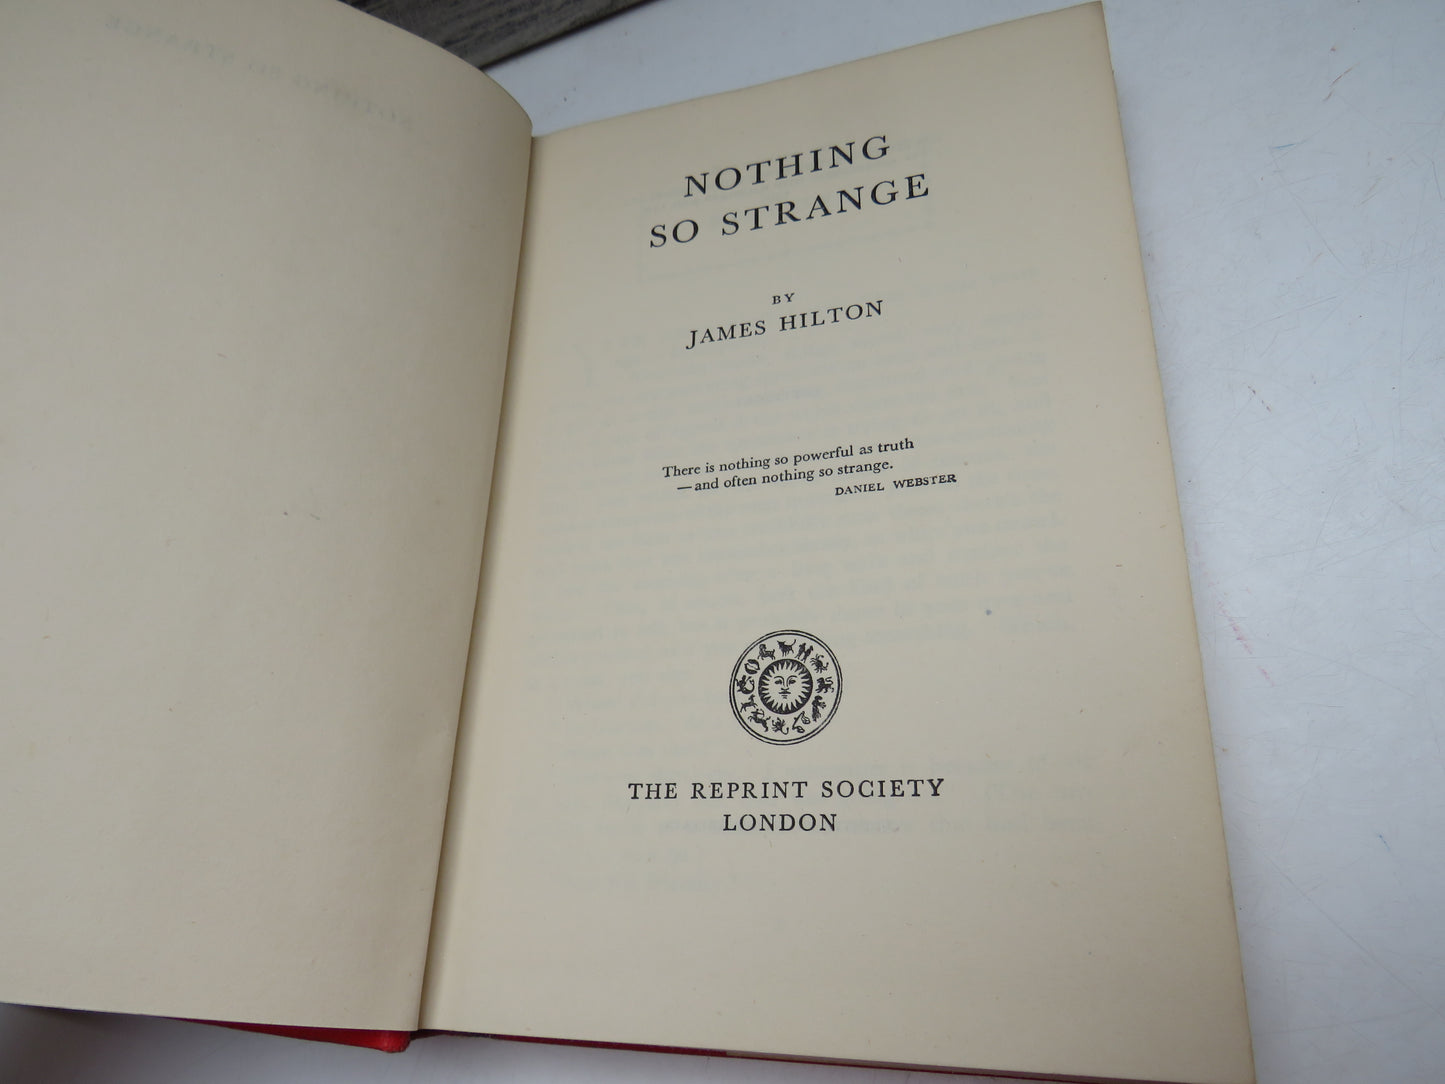 NOTHING
SO STRANGE
BY
JAMES HILTON
There is nothing so powerful as truth
—and often nothing so strange.
DANIEL WEBSTER
THE REPRINT SOCIETY
LONDON